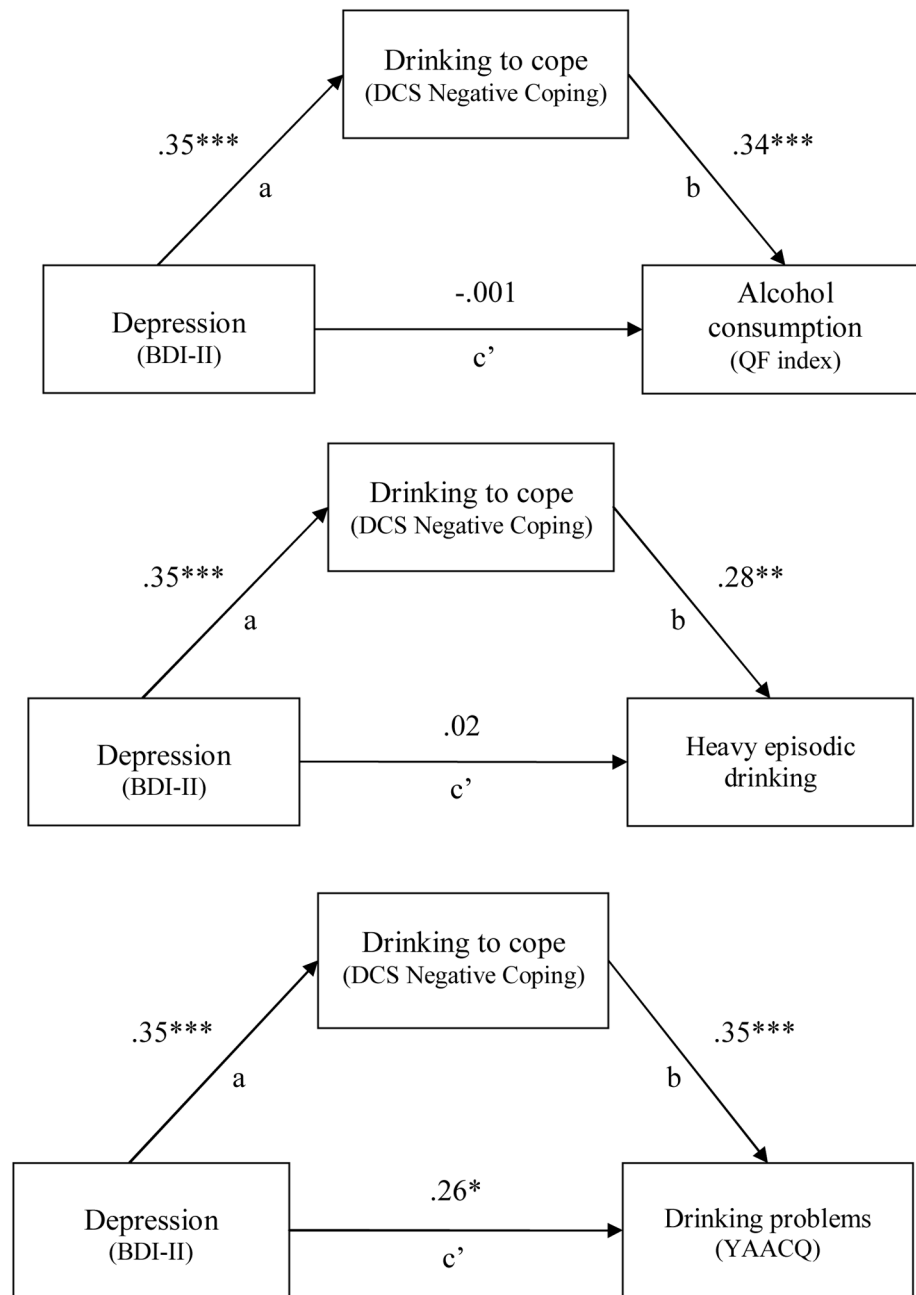 Drinking to cope
(DCS Negative Coping)
.35***
.34***
a
b
Depression
(BDI-II)
-.001
c’
Alcohol
consumption
(QF index)
Drinking to cope
(DCS Negative Coping)
.35***
.28**
a
b
Depression
(BDI-II)
.02
c’
Heavy episodic
drinking
Drinking to cope
(DCS Negative Coping)
.35***
.35***
a
b
Depression
(BDI-II)
.26*
c’
Drinking problems
(YAACQ)